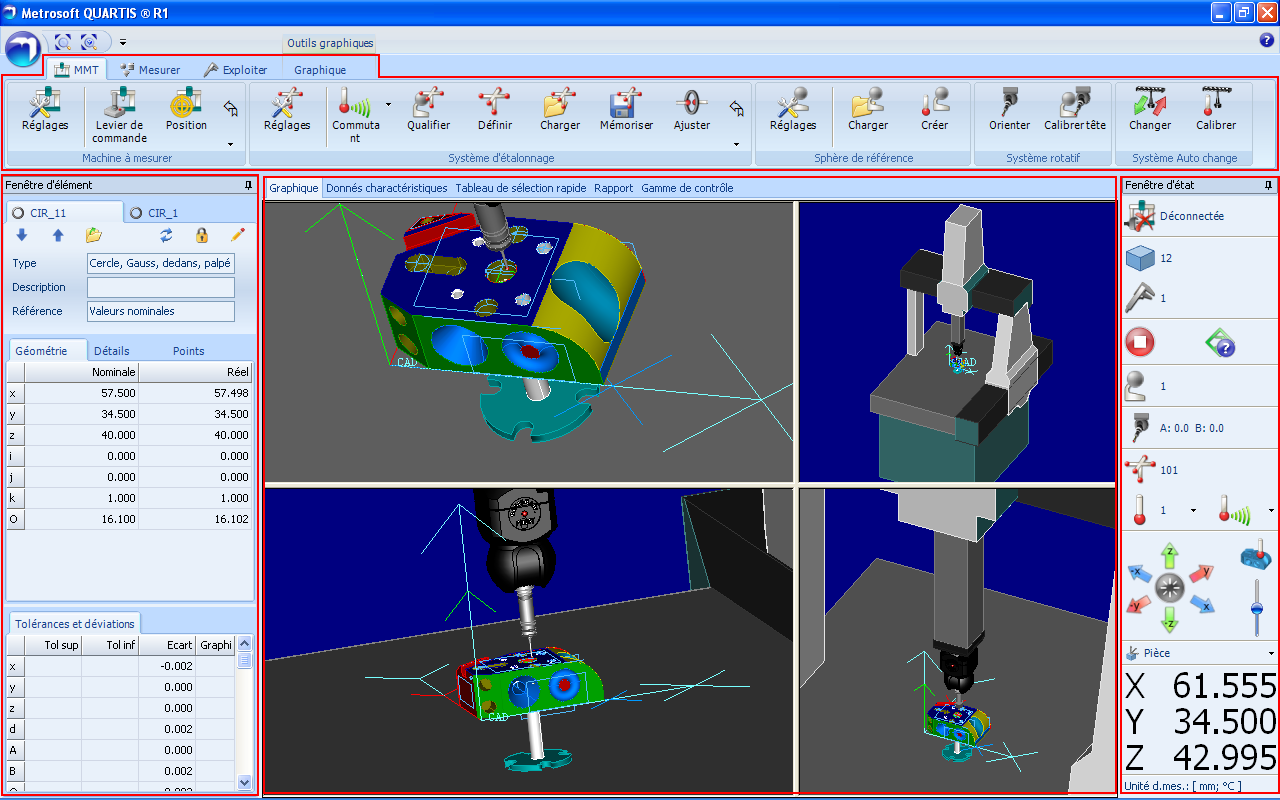 Metrosoft QUARTIS ® R1
Outils graphiques
MMT Mesurer Exploiter Graphique
Réglages Levier de commande Position
Machine à mesurer
Réglages Commuta nt Qualifier Définir Charger Mémoriser Ajuster
Système d'étalonnage
Réglages Charger Créer
Sphère de référence
Orienter Calibrer tête
Système rotatif
Changer Calibrer
Système Auto change
Fenêtre d'élément
CIR_11 CIR_1
Type Cercle, Gauss, dedans, palpé
Description
Référence Valeurs nominales
Géométrie Détails Points
Nominale Réel
x 57.500 57.498
y 34.500 34.500
z 40.000 40.000
i 0.000 0.000
j 0.000 0.000
k 1.000 1.000
O 16.100 16.102
Tolérances et déviations
Tol sup Tol inf Ecart Graphi
x -0.002
y 0.000
z 0.000
d 0.002
A 0.000
B 0.002
Graphique Donnés charactéristiques Tableau de sélection rapide Rapport Gamme de contrôle
CAD
CAD
CAD
Fenêtre d'état
Déconnectée
12
1
1
A: 0.0 B: 0.0
101
1
z
-x y
-y x
-z
Pièce
X 61.555
Y 34.500
Z 42.995
Unité d.mes.: [ mm; °C ]